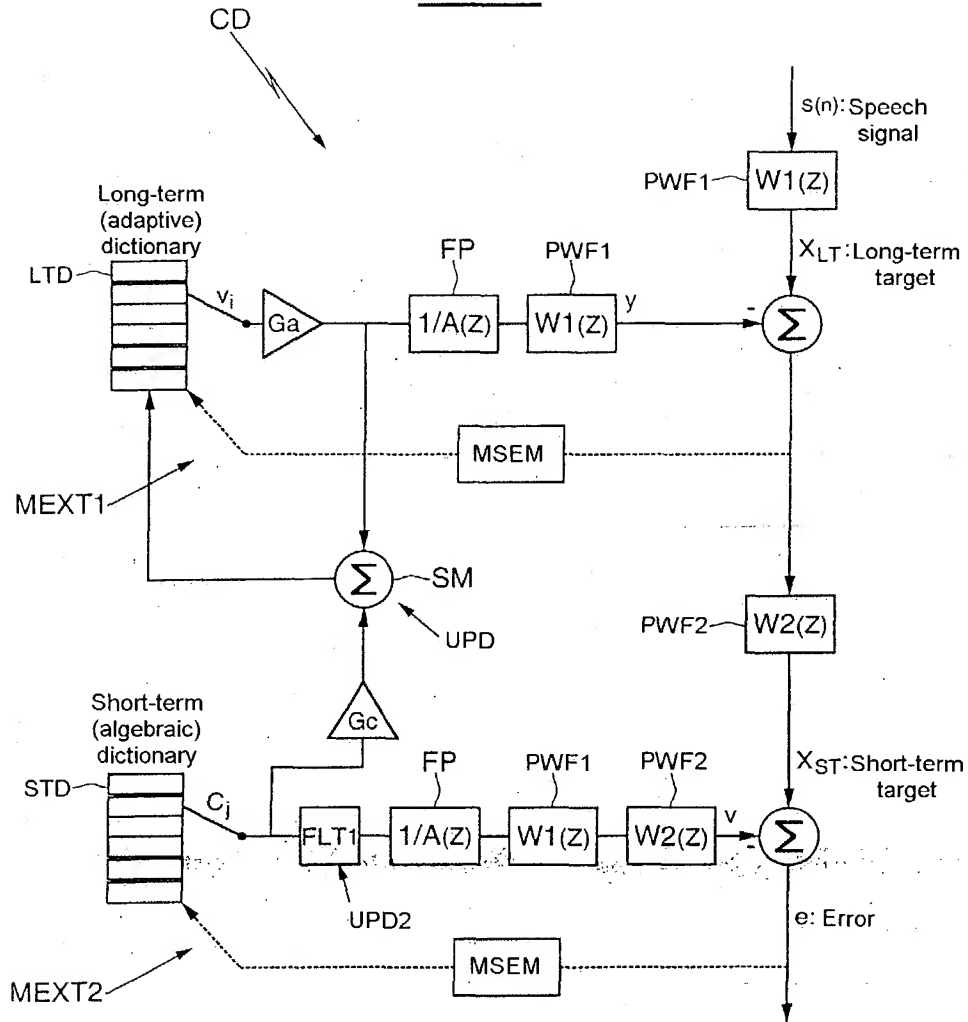 CD
s(n): Speech
signal
PWF1
W1(Z)
Long-term
(adaptive)
dictionary
LTD
vi
Ga
FP
1/A(Z)
PWF1
W1(Z)
y
XLT: Long-term
target
-
Σ
MSEM
MEXT1
Σ
SM
UPD
PWF2
W2(Z)
Gc
Short-term
(algebraic)
dictionary
STD
Cj
FLT1
UPD2
FP
1/A(Z)
PWF1
W1(Z)
PWF2
W2(Z)
v
XST: Short-term
target
-
Σ
e: Error
MSEM
MEXT2